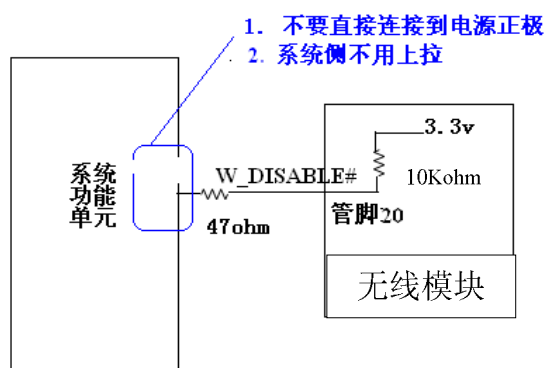 1. 不要直接连接到电源正极
2. 系统侧不用上拉
3.3v
系统
功能
单元
W_DISABLE#
10Kohm
47ohm
管脚20
无线模块